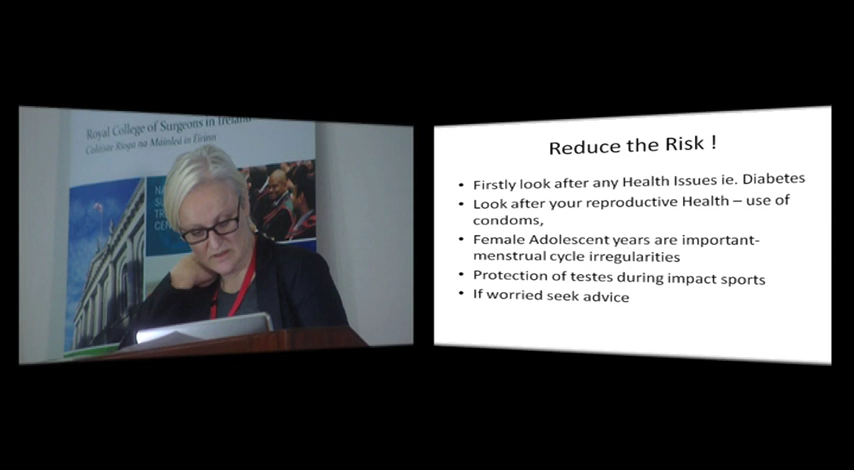 Royal College of Surgeons in Ireland
Coláiste Ríoga na Máinleá in Éirinn
Reduce the Risk !
• Firstly look after any Health Issues ie. Diabetes
• Look after your reproductive Health – use of
condoms,
• Female Adolescent years are important-
menstrual cycle irregularities
• Protection of testes during impact sports
• If worried seek advice